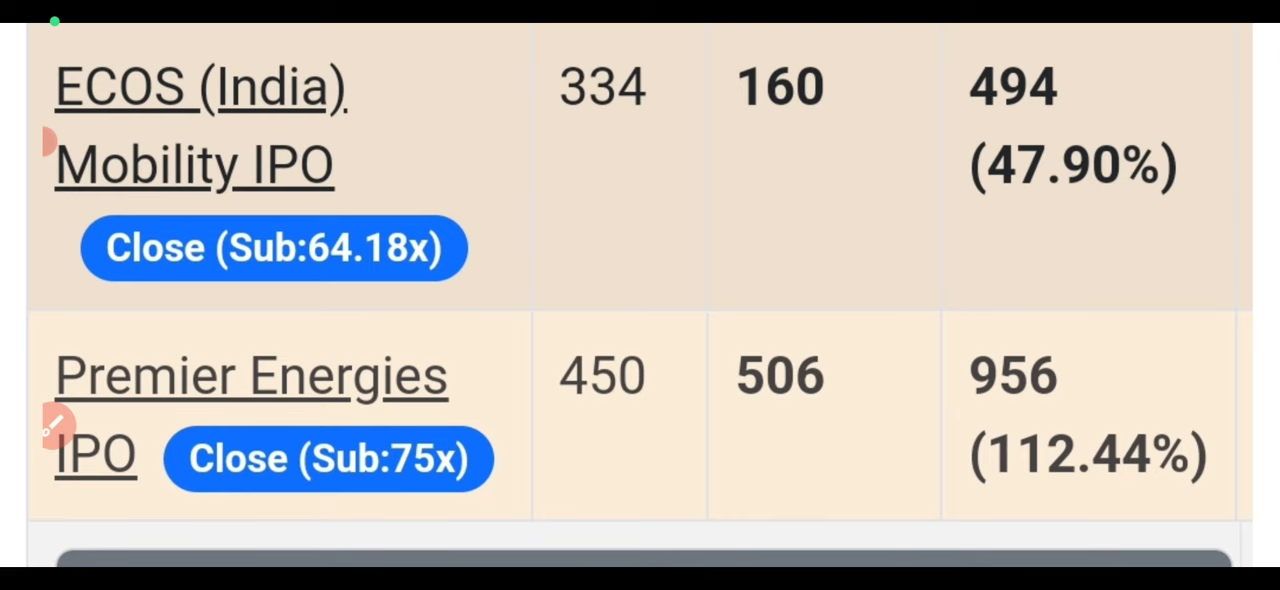 ECOS (India) 334 160 494
Mobility IPO (47.90%)
Close (Sub:64.18x)
Premier Energies 450 506 956
IPO Close (Sub:75x) (112.44%)